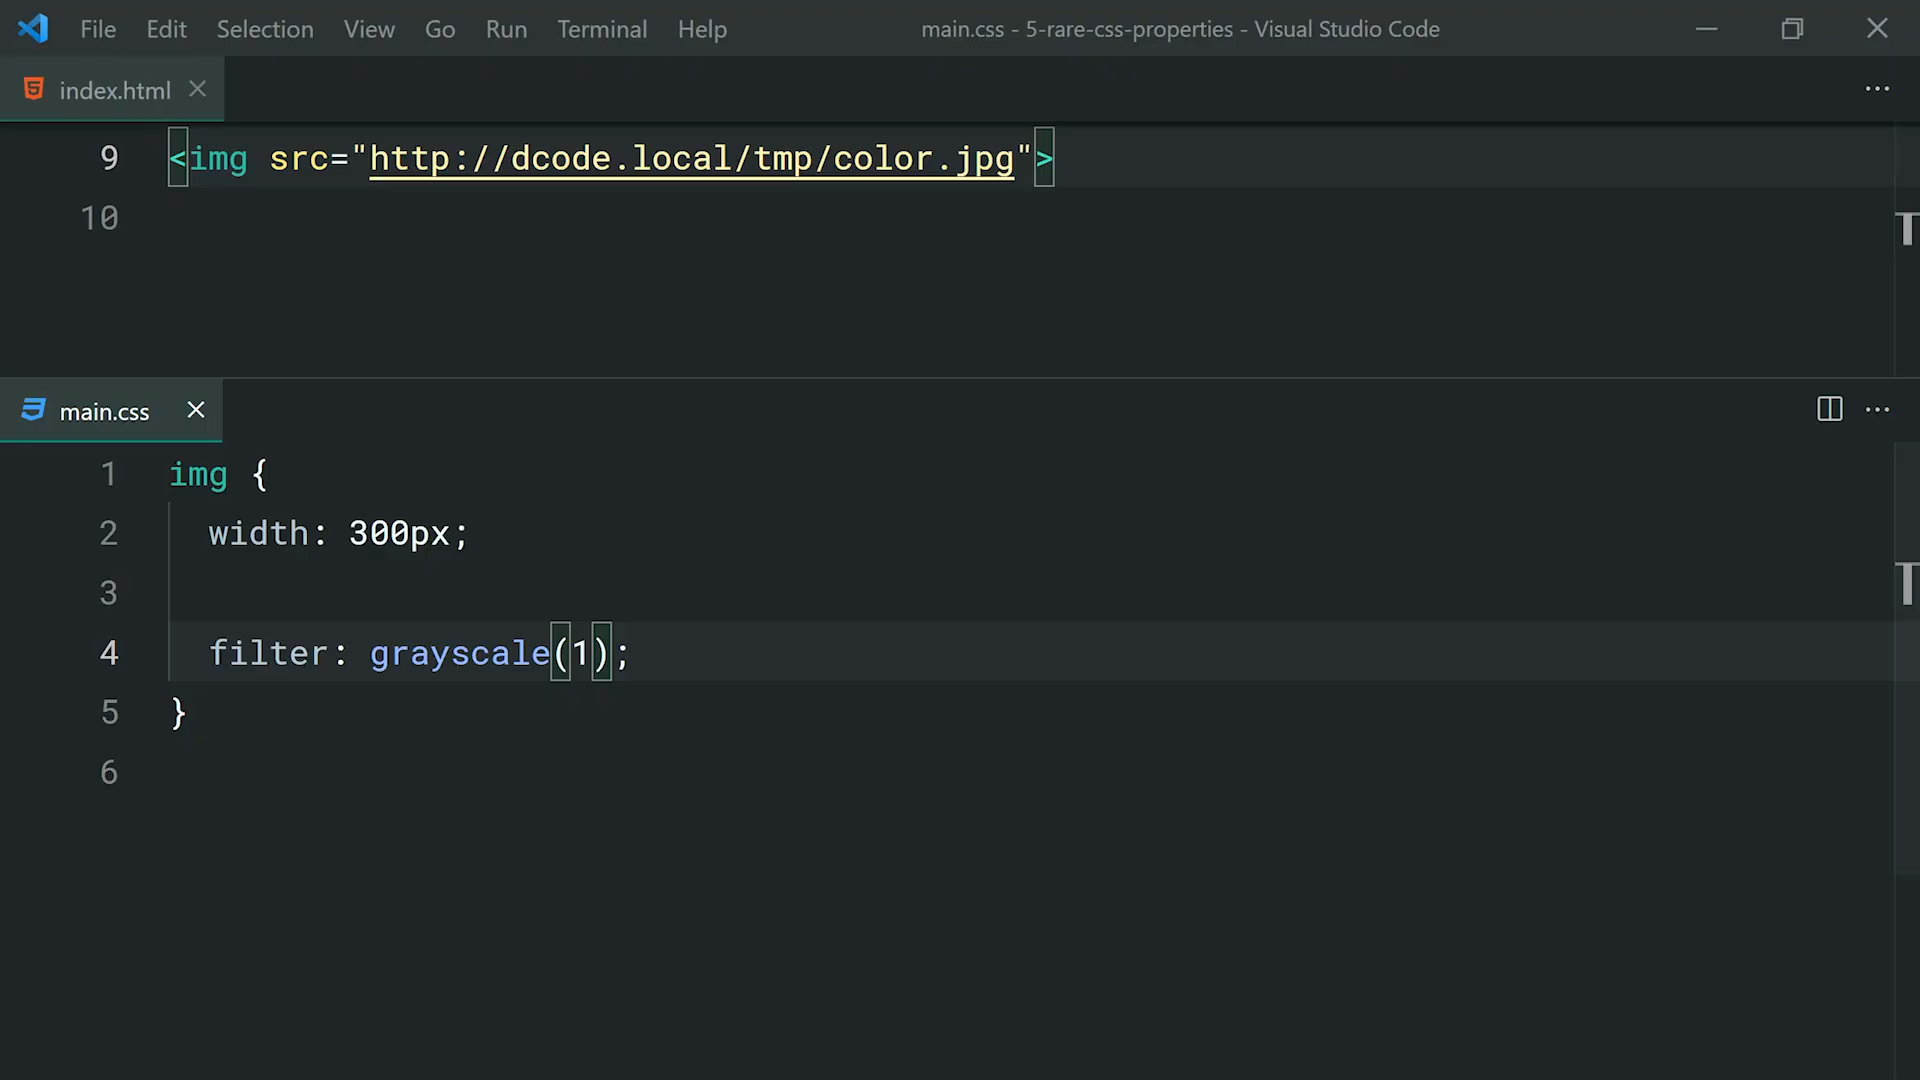 File Edit Selection View Go Run Terminal Help main.css - 5-rare-css-properties - Visual Studio Code
index.html
9 <img src="http://dcode.local/tmp/color.jpg">
10
main.css
1 img {
2 width: 300px;
3
4 filter: grayscale(1);
5 }
6